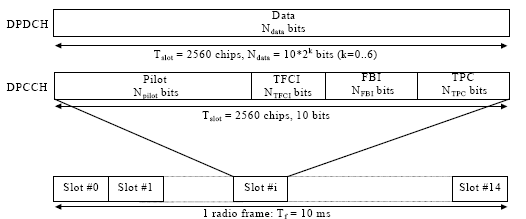 Data
DPDCH
N_data bits
T_slot = 2560 chips, N_data = 10*2^k bits (k=0..6)
Pilot TFCI FBI TPC
DPCCH
N_pilot bits N_TFCI bits N_FBI bits N_TPC bits
T_slot = 2560 chips, 10 bits
Slot #0 Slot #1 Slot #i Slot #14
1 radio frame: T_f = 10 ms